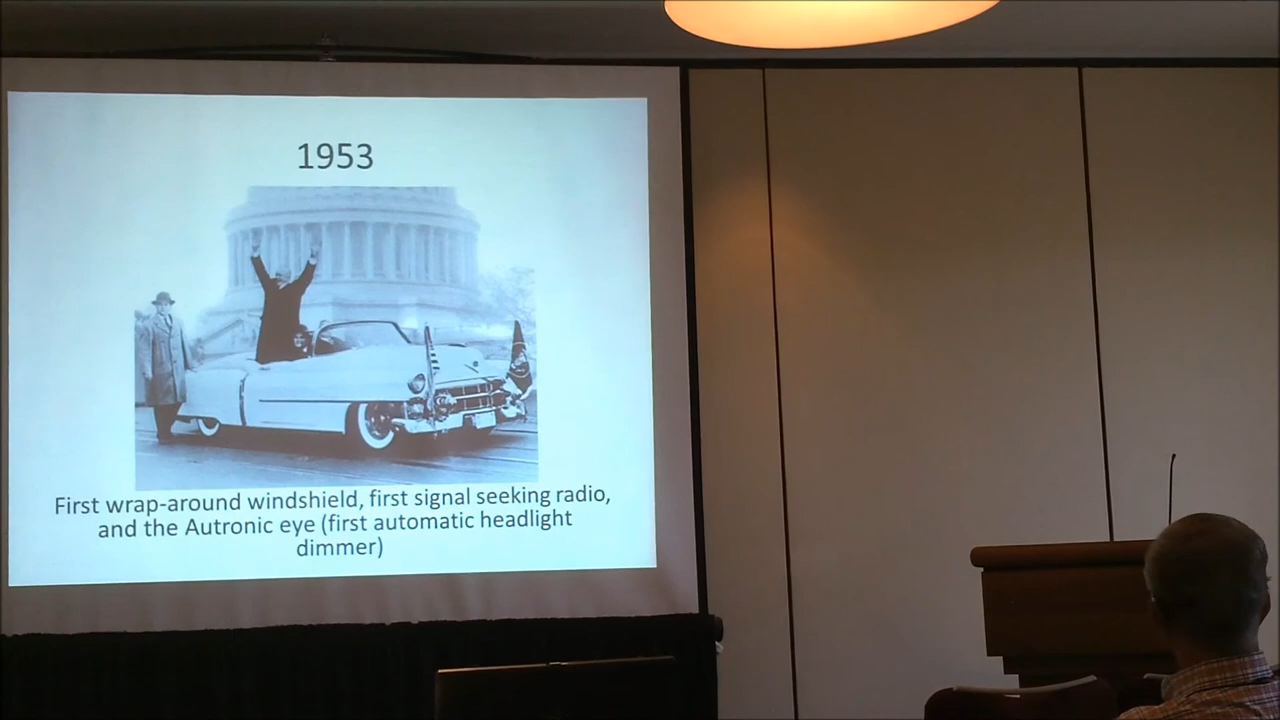 1953
First wrap-around windshield, first signal seeking radio,
and the Autronic eye (first automatic headlight
dimmer)